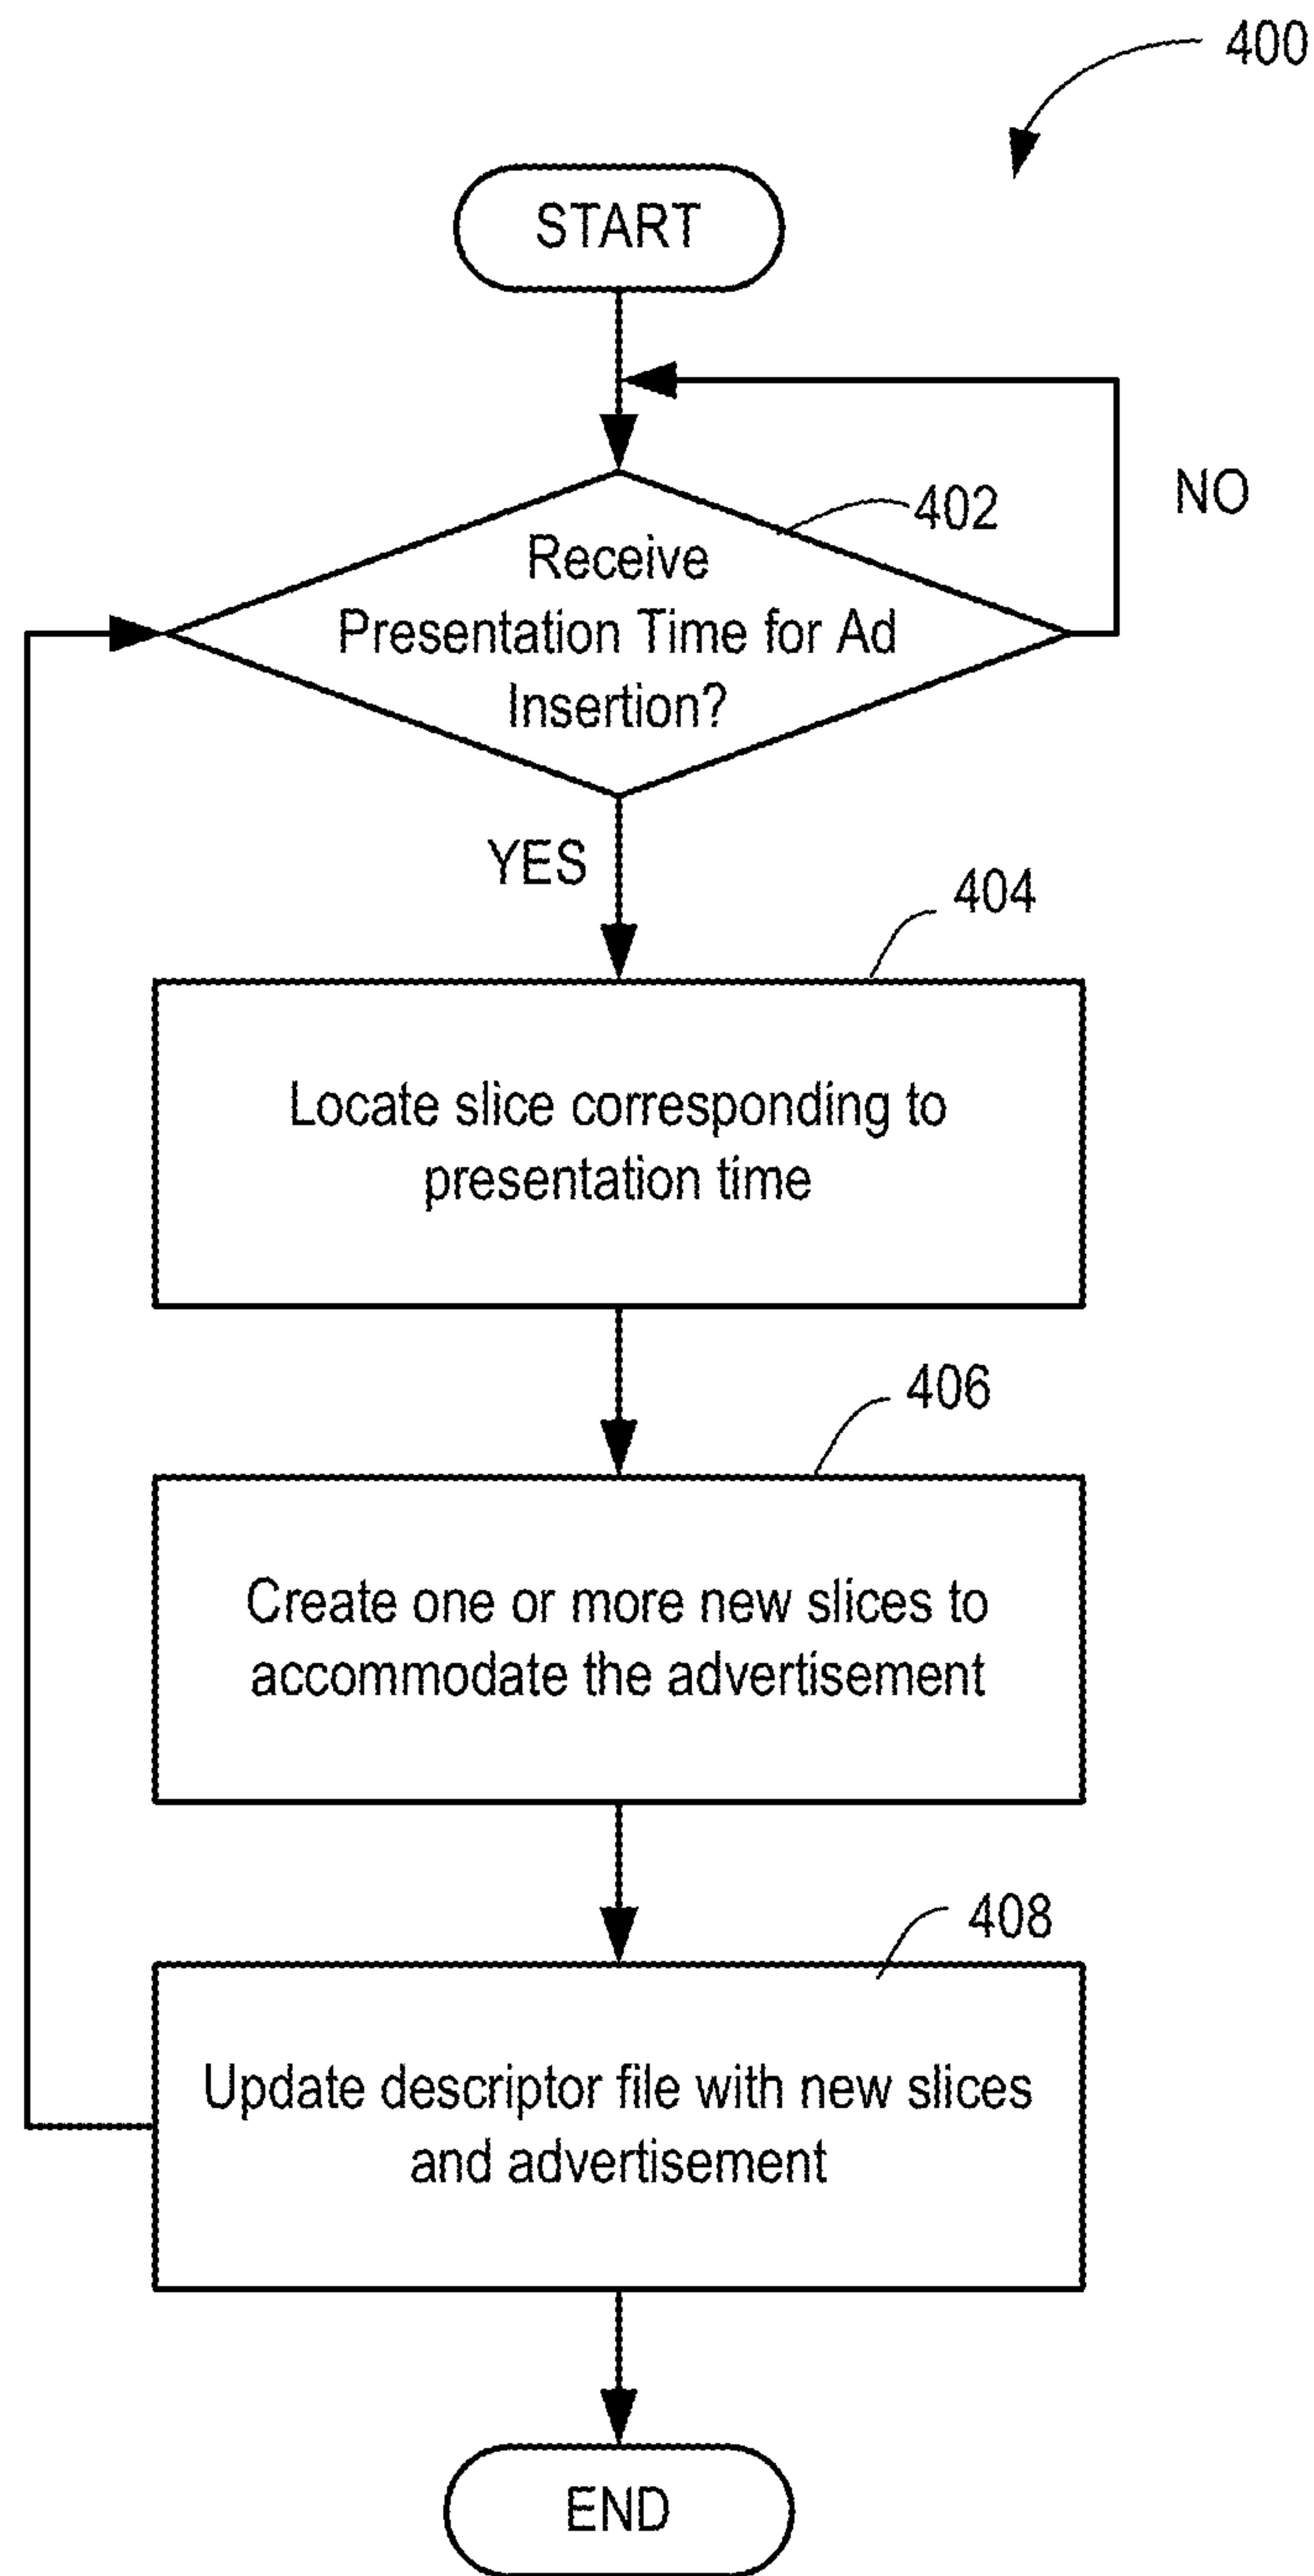 400
START
NO
402
Receive
Presentation Time for Ad
Insertion?
YES
404
Locate slice corresponding to
presentation time
406
Create one or more new slices to
accommodate the advertisement
408
Update descriptor file with new slices
and advertisement
END